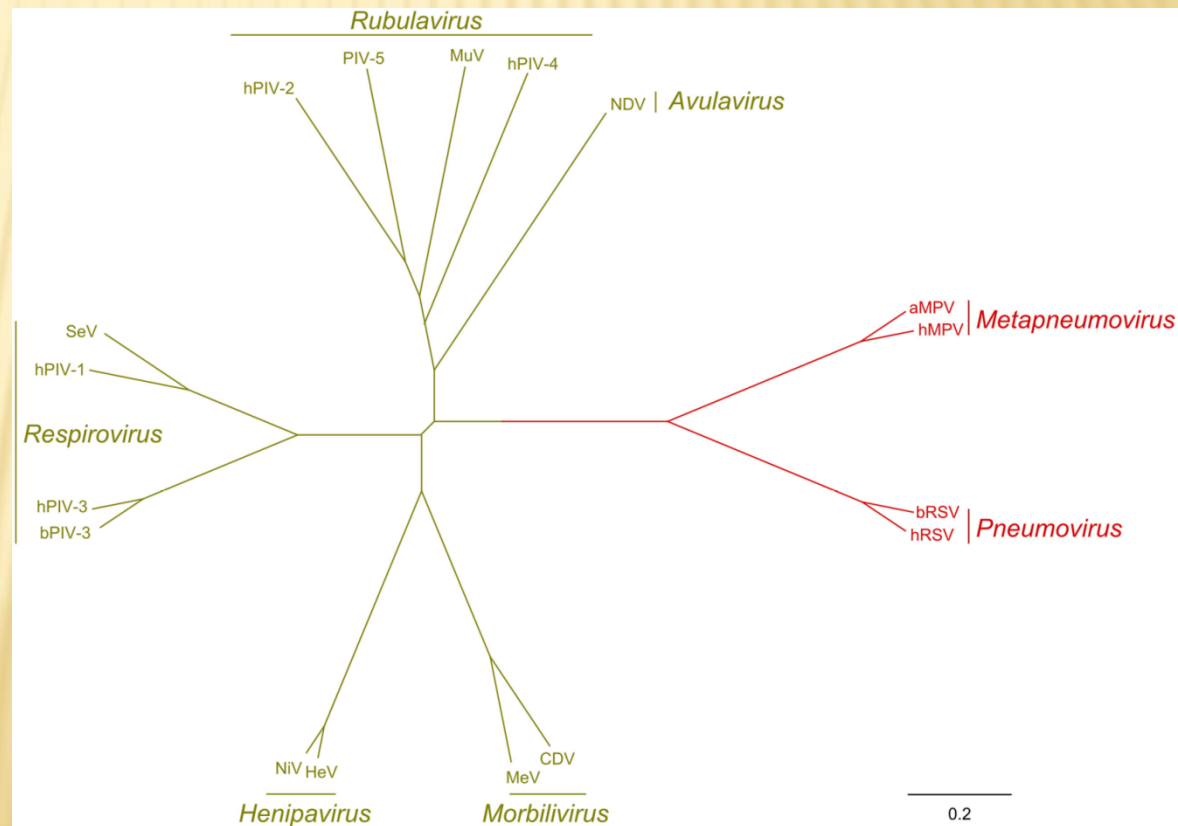 Rubulavirus
PIV-5
MuV
hPIV-4
hPIV-2
NDV
Avulavirus
SeV
hPIV-1
Respirovirus
hPIV-3
bPIV-3
aMPV
hMPV
Metapneumovirus
bRSV
hRSV
Pneumovirus
NiV
HeV
Henipavirus
CDV
MeV
Morbilivirus
0.2